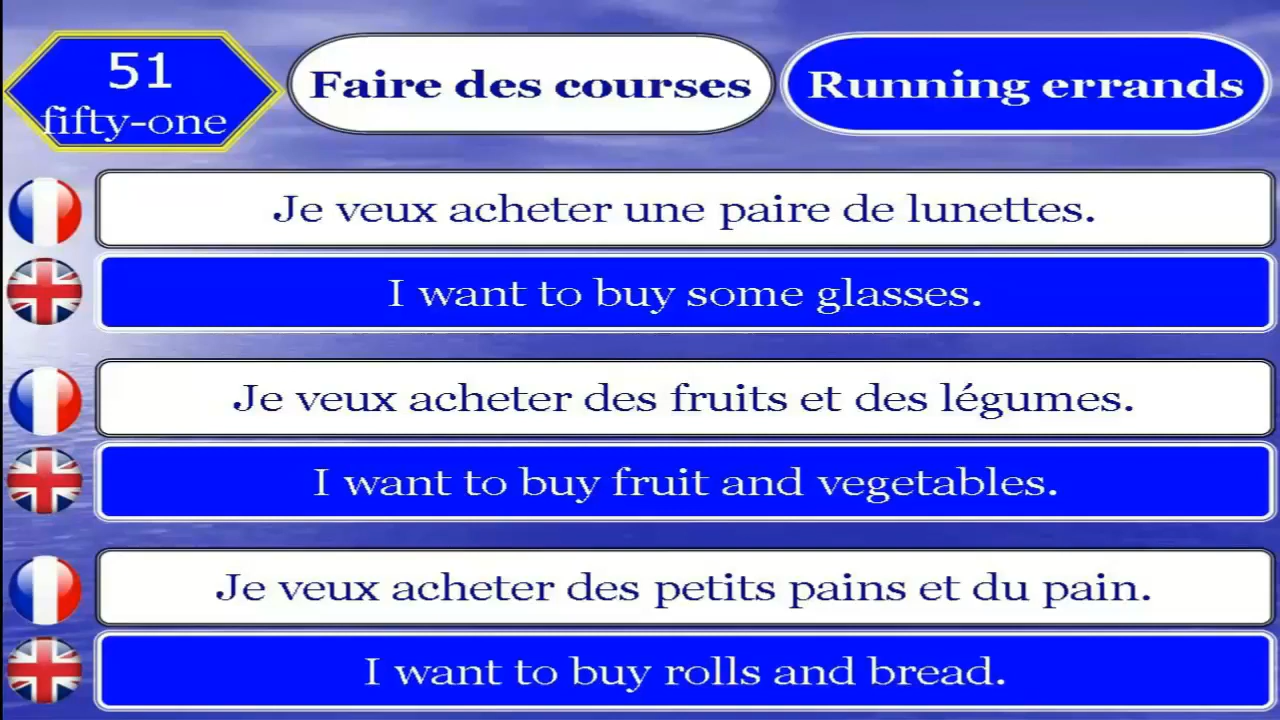 51
fifty-one
Faire des courses
Running errands
Je veux acheter une paire de lunettes.
I want to buy some glasses.
Je veux acheter des fruits et des légumes.
I want to buy fruit and vegetables.
Je veux acheter des petits pains et du pain.
I want to buy rolls and bread.